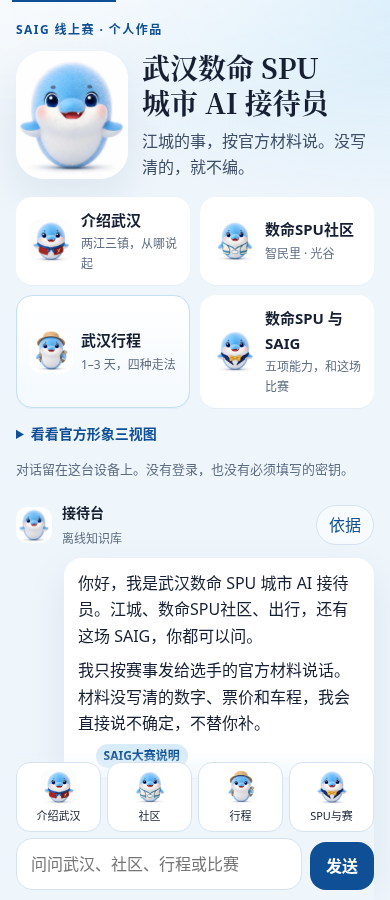 SAIG 线上赛 · 个人作品
武汉数命 SPU
城市 AI 接待员
江城的事，按官方材料说。没写
清的，就不编。
介绍武汉
两江三镇，从哪说
起
数命SPU社区
智民里 · 光谷
武汉行程
1–3 天，四种走法
数命SPU 与
SAIG
五项能力，和这场
比赛
▶ 看看官方形象三视图
对话留在这台设备上。没有登录，也没有必须填写的密钥。
接待台
离线知识库
依据
你好，我是武汉数命 SPU 城市 AI 接待
员。江城、数命SPU社区、出行，还有
这场 SAIG，你都可以问。
我只按赛事发给选手的官方材料说话。
材料没写清的数字、票价和车程，我会
直接说不确定，不替你补。
SAIG大赛说明
介绍武汉
社区
行程
SPU与赛
问问武汉、社区、行程或比赛
发送